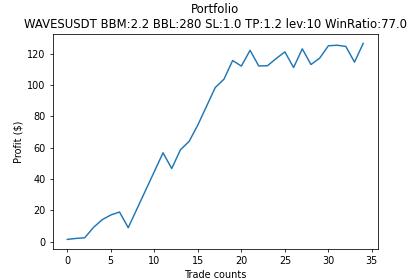 Portfolio
WAVESUSDT BBM:2.2 BBL:280 SL:1.0 TP:1.2 lev:10 WinRatio:77.0
120
100
80
60
40
20
0
Profit ($)
0 5 10 15 20 25 30 35
Trade counts